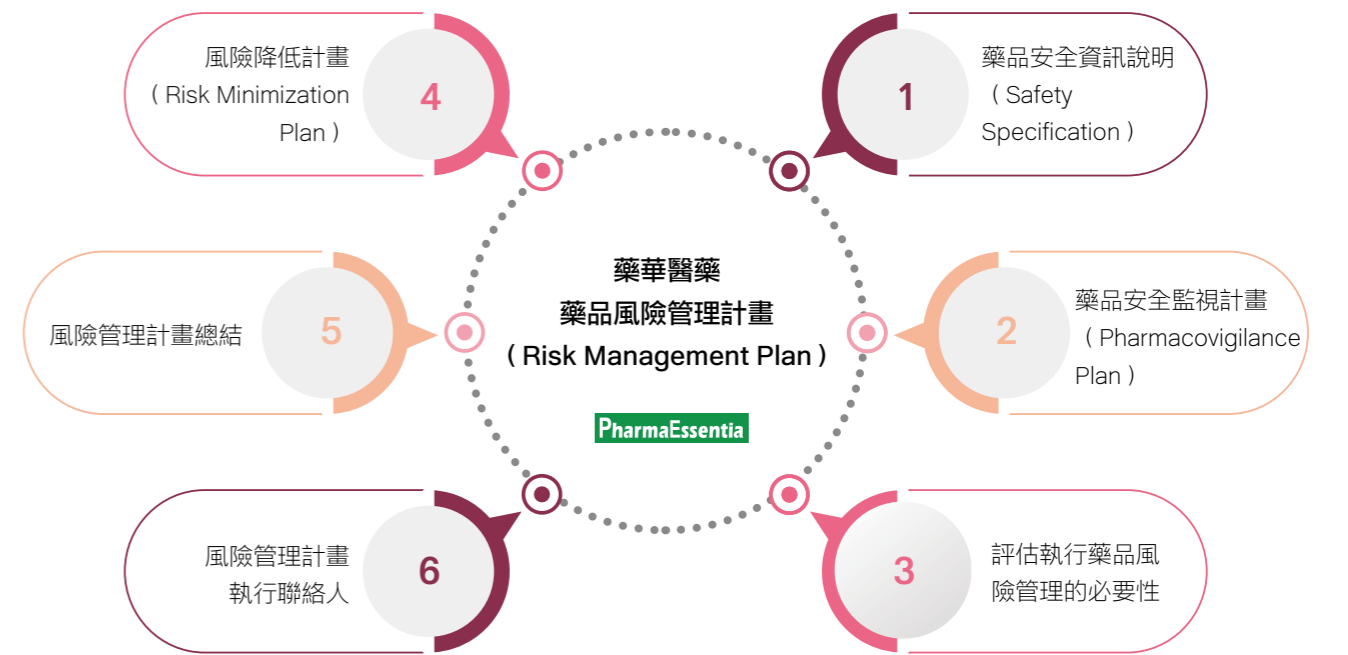 藥華醫藥
藥品風險管理計畫
（Risk Management Plan）
PharmaEssentia
1
藥品安全資訊說明
（Safety
Specification）
2
藥品安全監視計畫
（Pharmacovigilance
Plan）
3
評估執行藥品風
險管理的必要性
4
風險降低計畫
（Risk Minimization
Plan）
5
風險管理計畫總結
6
風險管理計畫
執行聯絡人